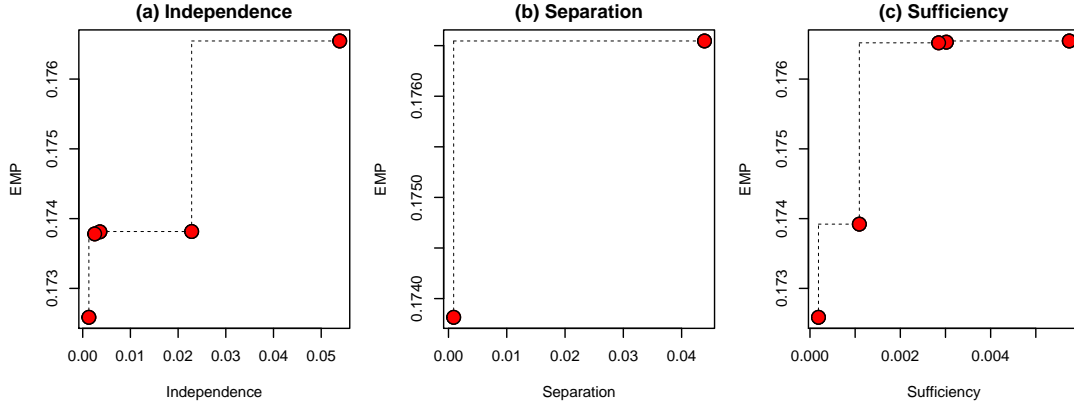 (a) Independence
EMP
0.176
0.175
0.174
0.173
0.00 0.01 0.02 0.03 0.04 0.05
Independence
(b) Separation
EMP
0.1760
0.1750
0.1740
0.00 0.01 0.02 0.03 0.04
Separation
(c) Sufficiency
EMP
0.176
0.175
0.174
0.173
0.000 0.002 0.004
Sufficiency